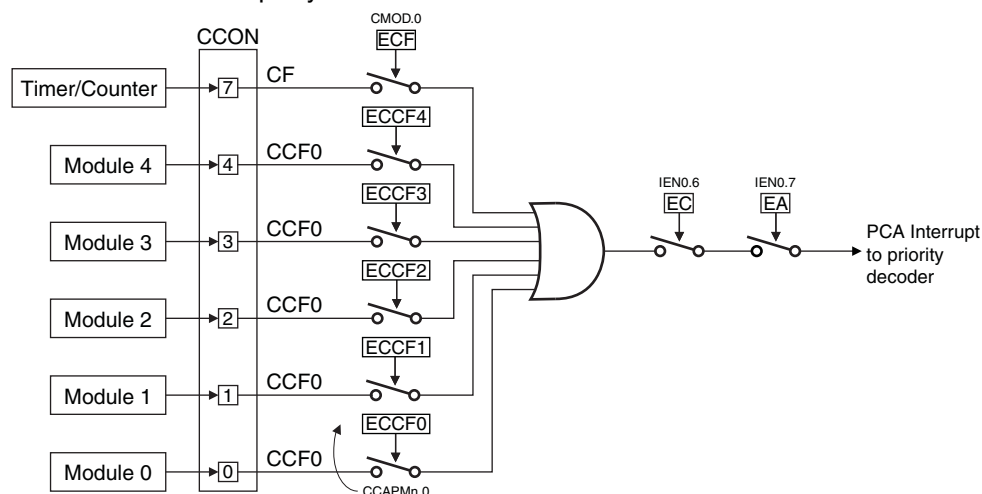 CMOD.0
CCON
ECF
Timer/Counter
7
CF
ECCF4
Module 4
4
CCF0
ECCF3
IEN0.6
IEN0.7
EC
EA
Module 3
3
CCF0
PCA Interrupt
to priority
decoder
ECCF2
Module 2
2
CCF0
ECCF1
Module 1
1
CCF0
ECCF0
Module 0
0
CCF0
CCAPMn.0